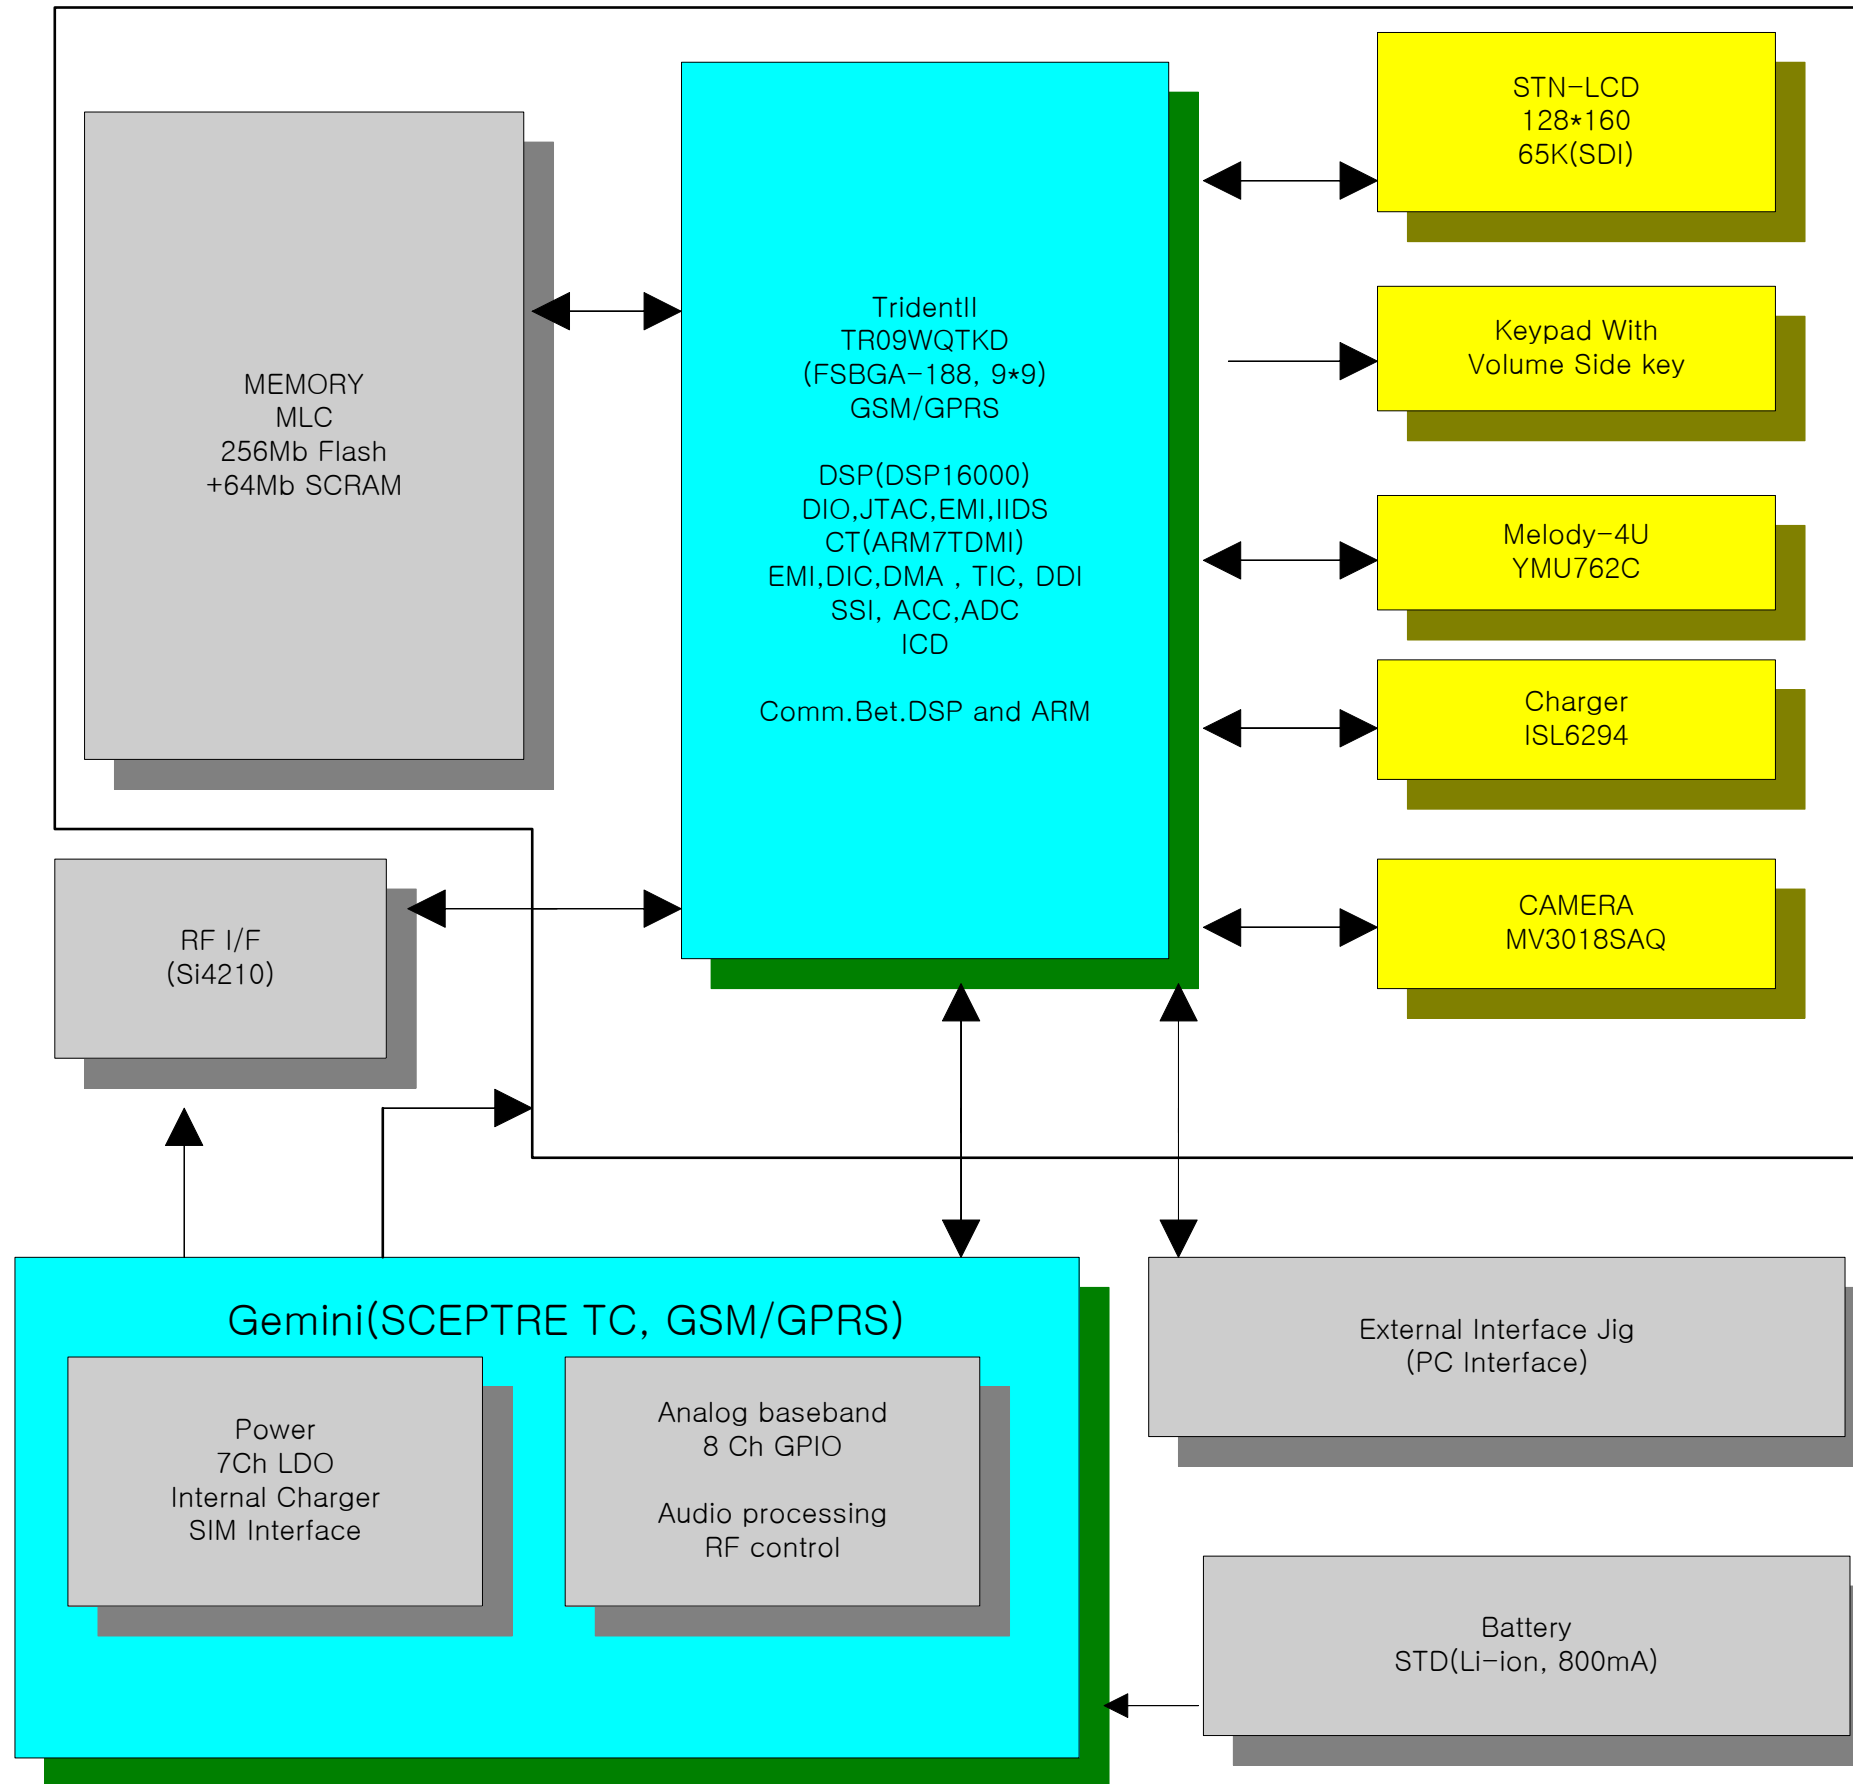 STN-LCD
128*160
65K(SDI)
MEMORY
MLC
256Mb Flash
+64Mb SCRAM
TridentII
TR09WQTKD
(FSBGA-188, 9*9)
GSM/GPRS
DSP(DSP16000)
DIO,JTAC,EMI,IIDS
CT(ARM7TDMI)
EMI,DIC,DMA , TIC, DDI
SSI, ACC,ADC
ICD
Comm.Bet.DSP and ARM
Keypad With
Volume Side key
Melody-4U
YMU762C
Charger
ISL6294
CAMERA
MV3018SAQ
RF I/F
(Si4210)
Gemini(SCEPTRE TC, GSM/GPRS)
Power
7Ch LDO
Internal Charger
SIM Interface
Analog baseband
8 Ch GPIO
Audio processing
RF control
External Interface Jig
(PC Interface)
Battery
STD(Li-ion, 800mA)